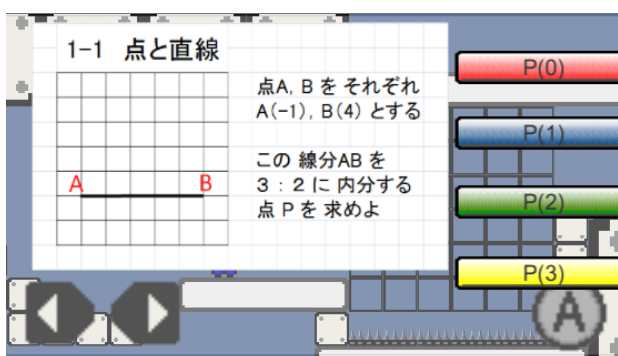 1-1 点と直線
A B
点A, B を それぞれ
A(-1), B(4) とする
この 線分AB を
3 : 2 に 内分する
点 P を 求めよ
P(0)
P(1)
P(2)
P(3)
A